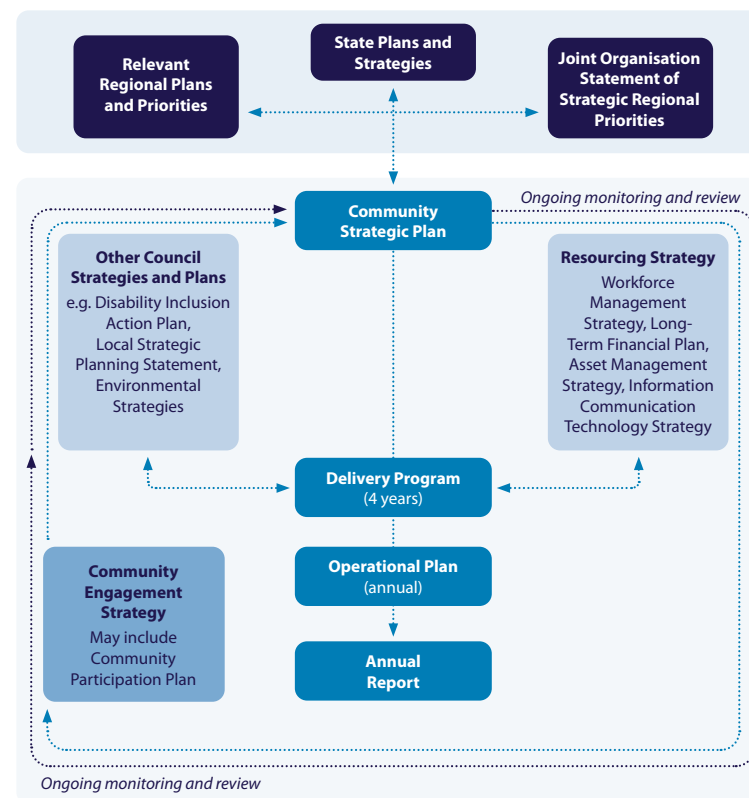 Relevant
Regional Plans
and Priorities
State Plans and
Strategies
Joint Organisation
Statement of
Strategic Regional
Priorities
Community
Strategic Plan
Ongoing monitoring and review
Other Council
Strategies and Plans
e.g. Disability Inclusion
Action Plan,
Local Strategic
Planning Statement,
Environmental
Strategies
Resourcing Strategy
Workforce
Management
Strategy, Long-
Term Financial Plan,
Asset Management
Strategy, Information
Communication
Technology Strategy
Delivery Program
(4 years)
Community
Engagement
Strategy
May include
Community
Participation Plan
Operational Plan
(annual)
Annual
Report
Ongoing monitoring and review